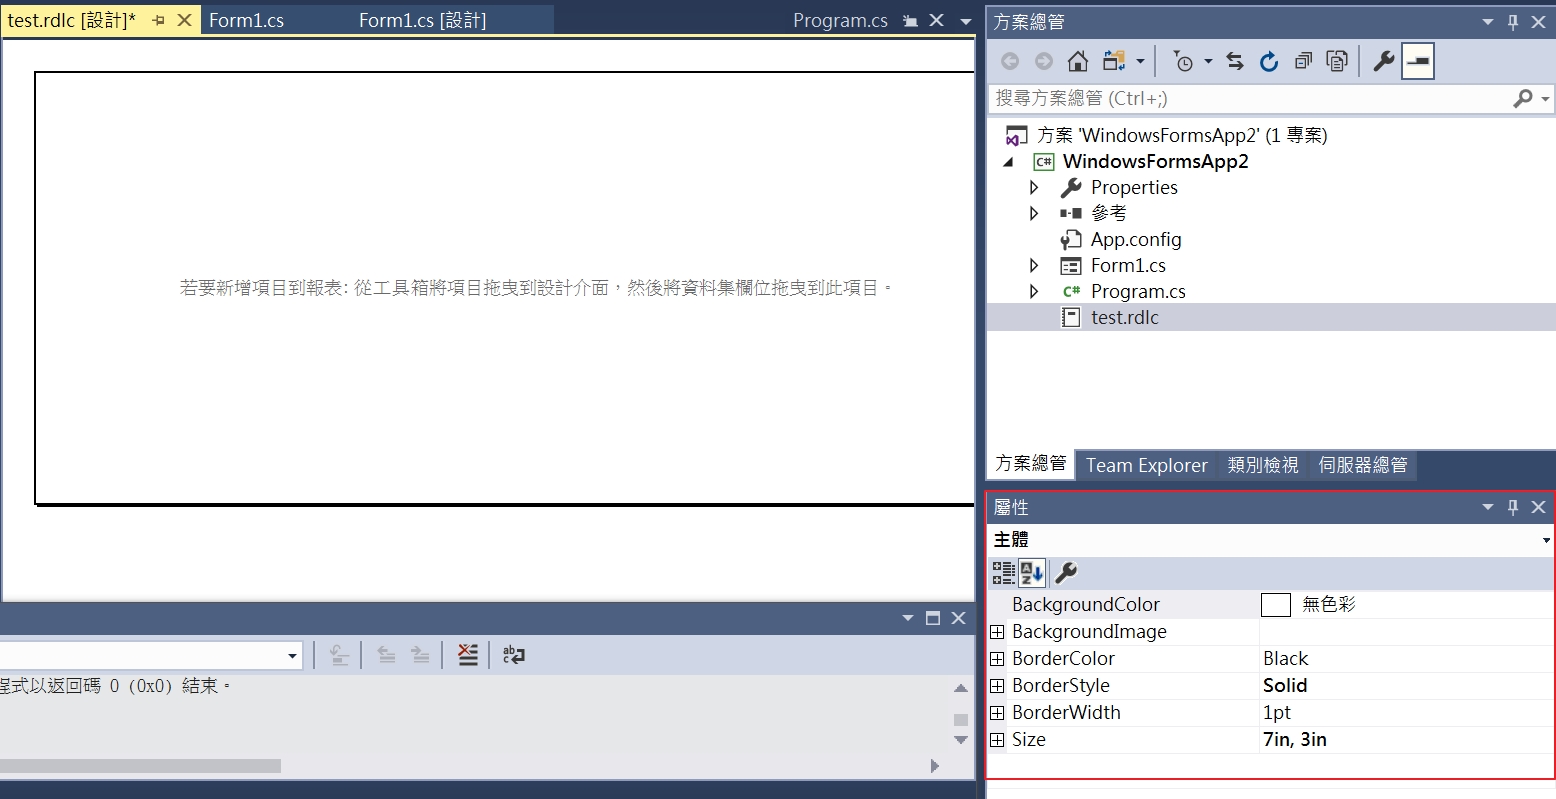 test.rdlc [設計]*
Form1.cs
Form1.cs [設計]
Program.cs
若要新增項目到報表: 從工具箱將項目拖曳到設計介面，然後將資料集欄位拖曳到此項目。
程式以返回碼 0 (0x0) 結束。
方案總管
搜尋方案總管 (Ctrl+;)
方案 'WindowsFormsApp2' (1 專案)
C# WindowsFormsApp2
Properties
參考
App.config
Form1.cs
C# Program.cs
test.rdlc
方案總管 Team Explorer 類別檢視 伺服器總管
屬性
主體
BackgroundColor 無色彩
BackgroundImage
BorderColor Black
BorderStyle Solid
BorderWidth 1pt
Size 7in, 3in